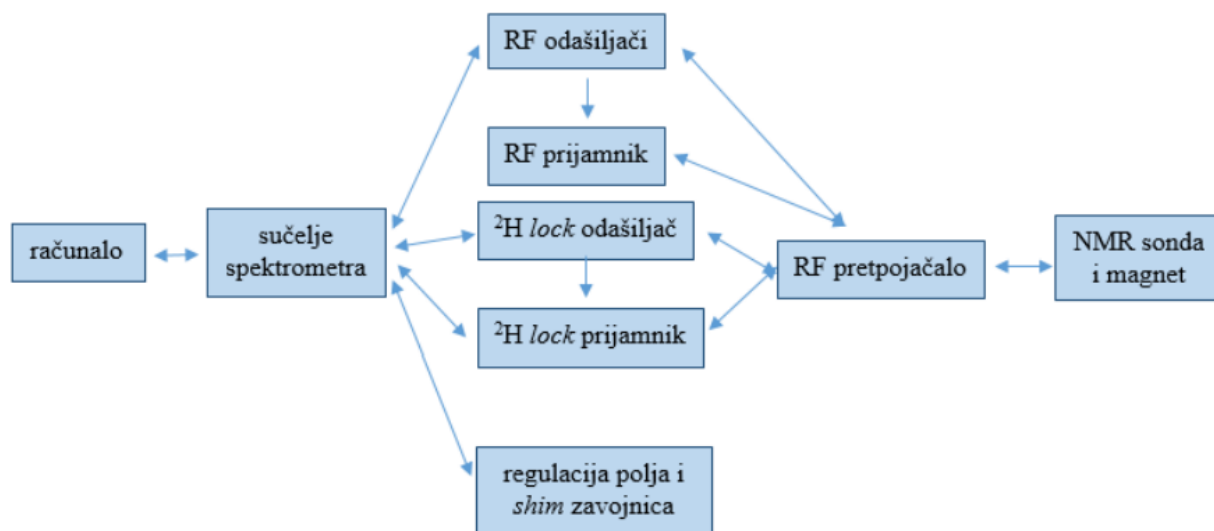 RF odašiljači
RF prijamnik
²H lock odašiljač
računalo
sučelje
spektrometra
RF pretpojačalo
NMR sonda
i magnet
²H lock prijamnik
regulacija polja i
shim zavojnica